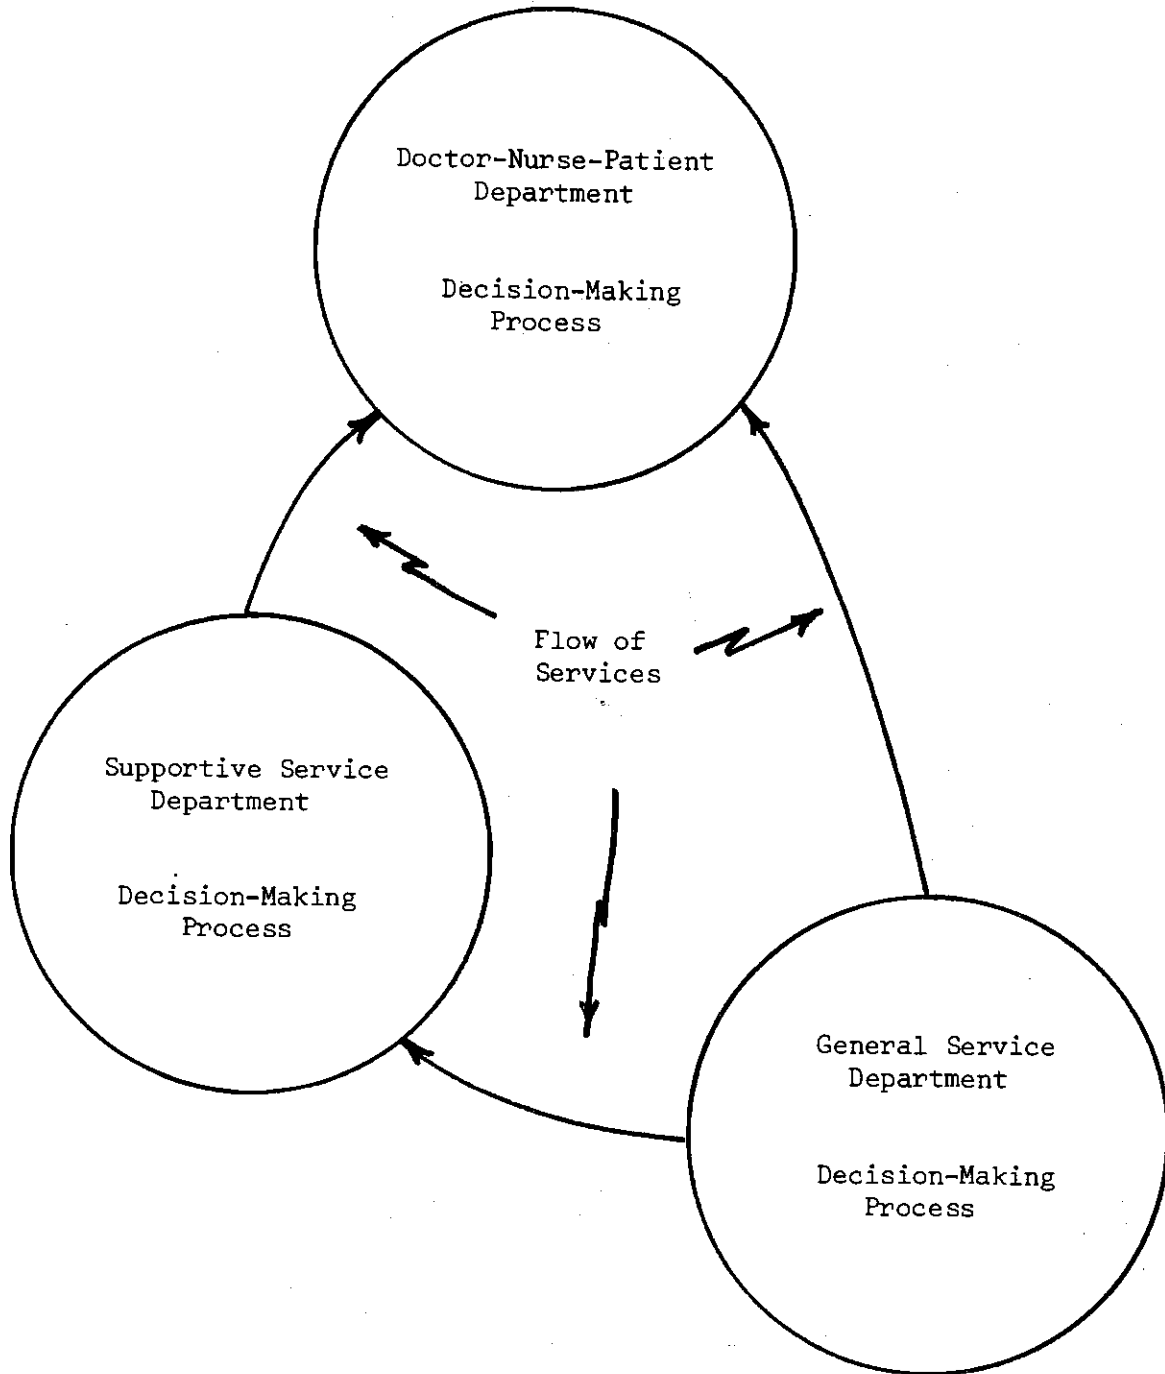 Doctor-Nurse-Patient
Department
Decision-Making
Process
Flow of
Services
Supportive Service
Department
Decision-Making
Process
General Service
Department
Decision-Making
Process